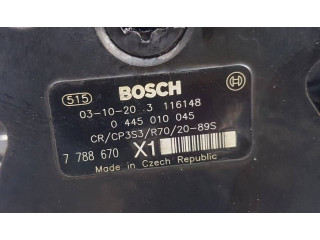 515 BOSCH
03-10-20 3 116148
0 445 010 045
CR/CP3S3/R70/20-89S
7 788 670 X1
Made in Czech Republic